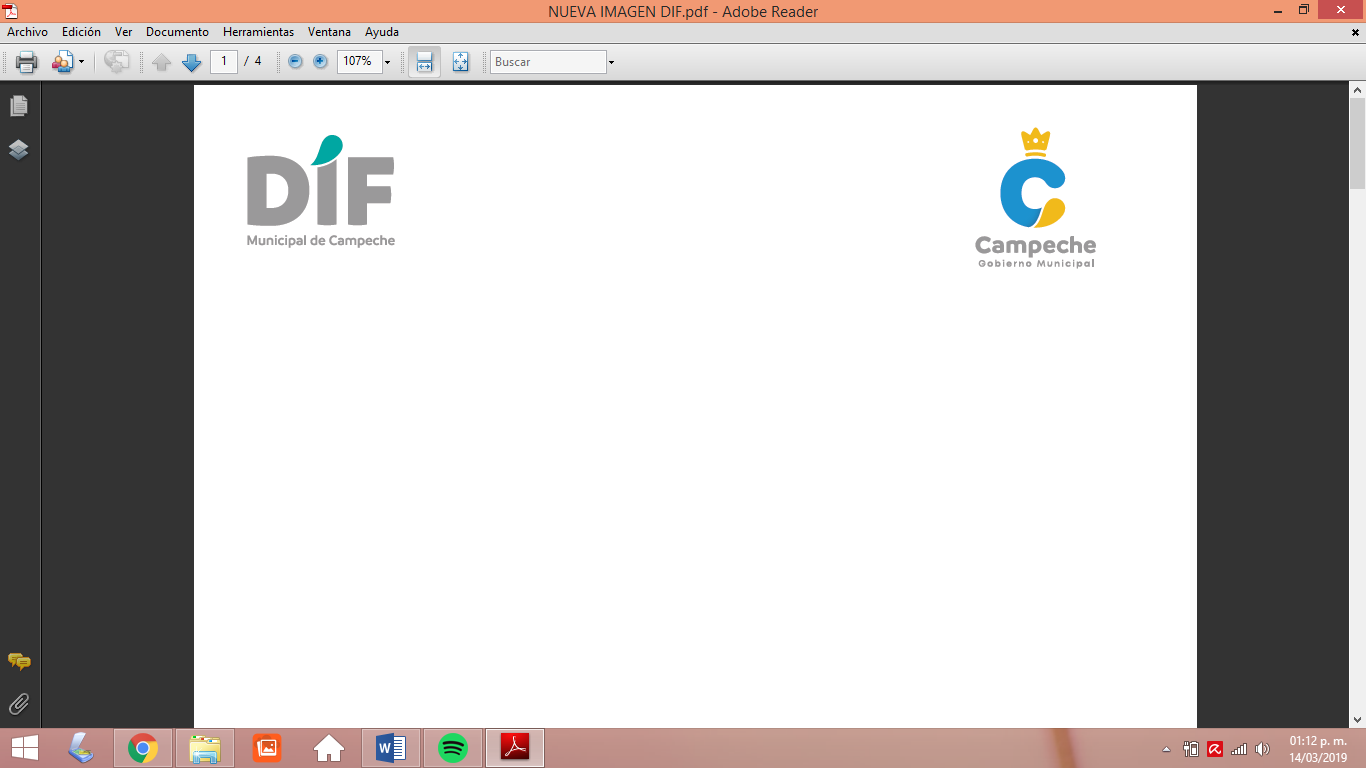 NUEVA IMAGEN DIF.pdf - Adobe Reader
Archivo Edición Ver Documento Herramientas Ventana Ayuda
1 / 4 107% Buscar
DIF
Municipal de Campeche
C
Campeche
Gobierno Municipal
01:12 p. m.
14/03/2019